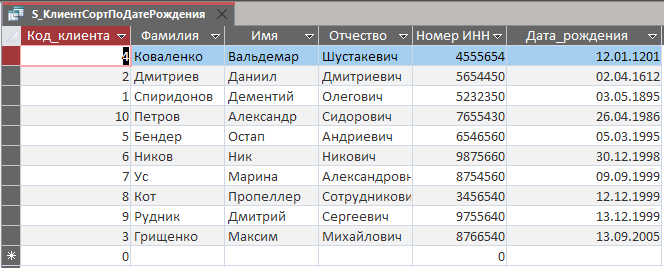 S_КлиентСортПоДатеРождения
Код_клиента Фамилия Имя Отчество Номер ИНН Дата_рождения
4 Коваленко Вальдемар Шустакевич 4555654 12.01.1201
2 Дмитриев Даниил Дмитриевич 5654450 02.04.1612
1 Спиридонов Дементий Олегович 5232350 03.05.1895
10 Петров Александр Сидорович 7655430 26.04.1986
5 Бендер Остап Андриевич 6546560 05.03.1995
6 Ников Ник Никович 9875660 30.12.1998
7 Ус Марина Александровн 8754560 09.09.1999
8 Кот Пропеллер Сотрудникови 3456540 12.12.1999
9 Рудник Дмитрий Сергеевич 9755640 13.12.1999
3 Грищенко Максим Михайлович 8766540 13.09.2005
0 0